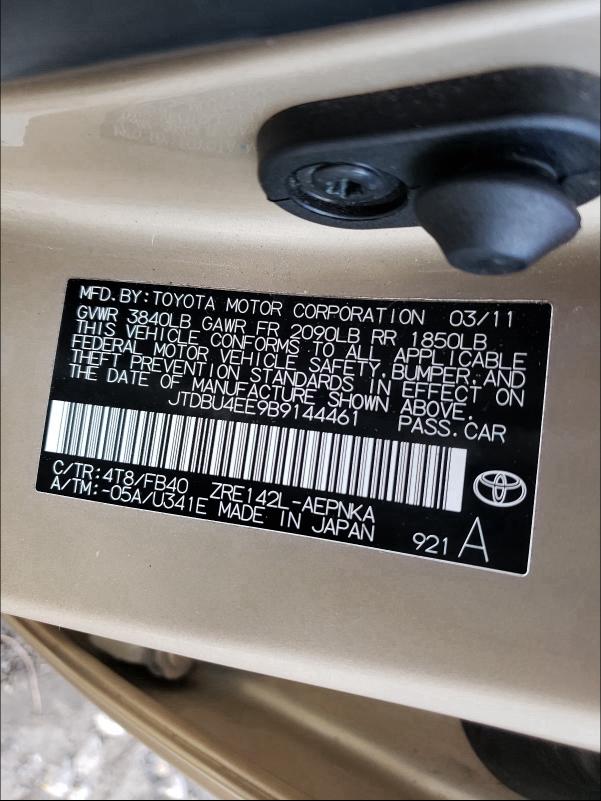 MFD. BY: TOYOTA MOTOR CORPORATION 03/11
GVWR 3840LB GAWR FR 2090LB RR 1850LB
THIS VEHICLE CONFORMS TO ALL APPLICABLE
FEDERAL MOTOR VEHICLE SAFETY, BUMPER, AND
THEFT PREVENTION STANDARDS IN EFFECT ON
THE DATE OF MANUFACTURE SHOWN ABOVE.
JTDBU4EE9B9144461 PASS. CAR
C/TR: 4T8/FB40 ZRE142L-AEPNKA
A/TM: -05A/U341E MADE IN JAPAN
921 A